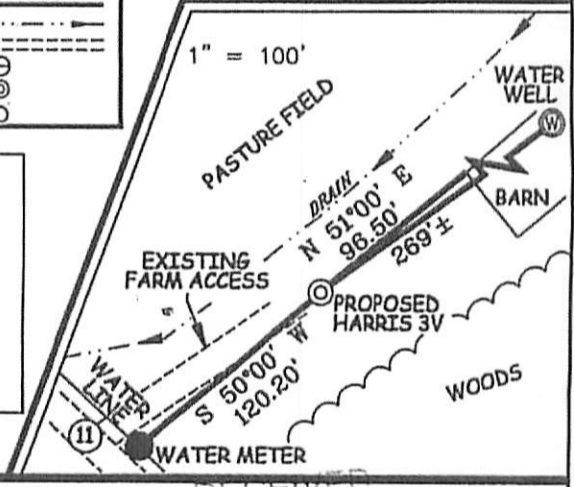 1" = 100'
WATER
WELL
W
PASTURE FIELD
DRAIN
N 51°00' E
96.50'
269'±
BARN
EXISTING
FARM ACCESS
PROPOSED
HARRIS 3V
WATER
LINE
S 50°00' W
120.20'
WOODS
11
WATER METER